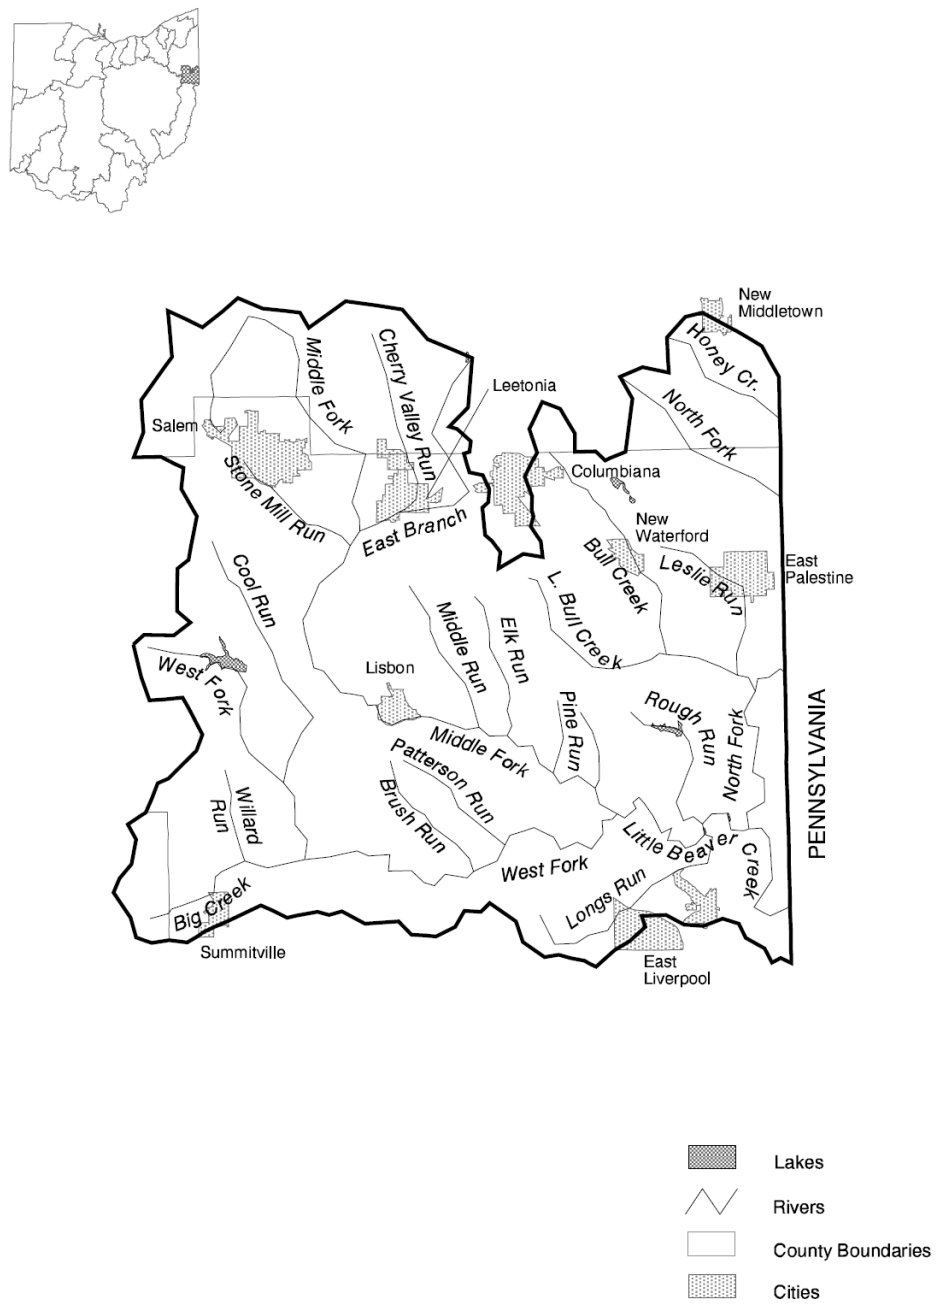 New
Middletown
Honey Cr.
Middle Fork
Cherry Valley Run
Leetonia
North Fork
Salem
Stone Mill Run
Columbiana
East Branch
New
Waterford
Bull Creek
Leslie Run
East
Palestine
Cool Run
L. Bull Creek
Middle Run
Elk Run
West Fork
Lisbon
Pine Run
Rough Run
North Fork
PENNSYLVANIA
Middle Fork
Patterson Run
Brush Run
Willard
Run
Little Beaver
Creek
West Fork
Longs Run
Big Creek
Summitville
East
Liverpool
Lakes
Rivers
County Boundaries
Cities